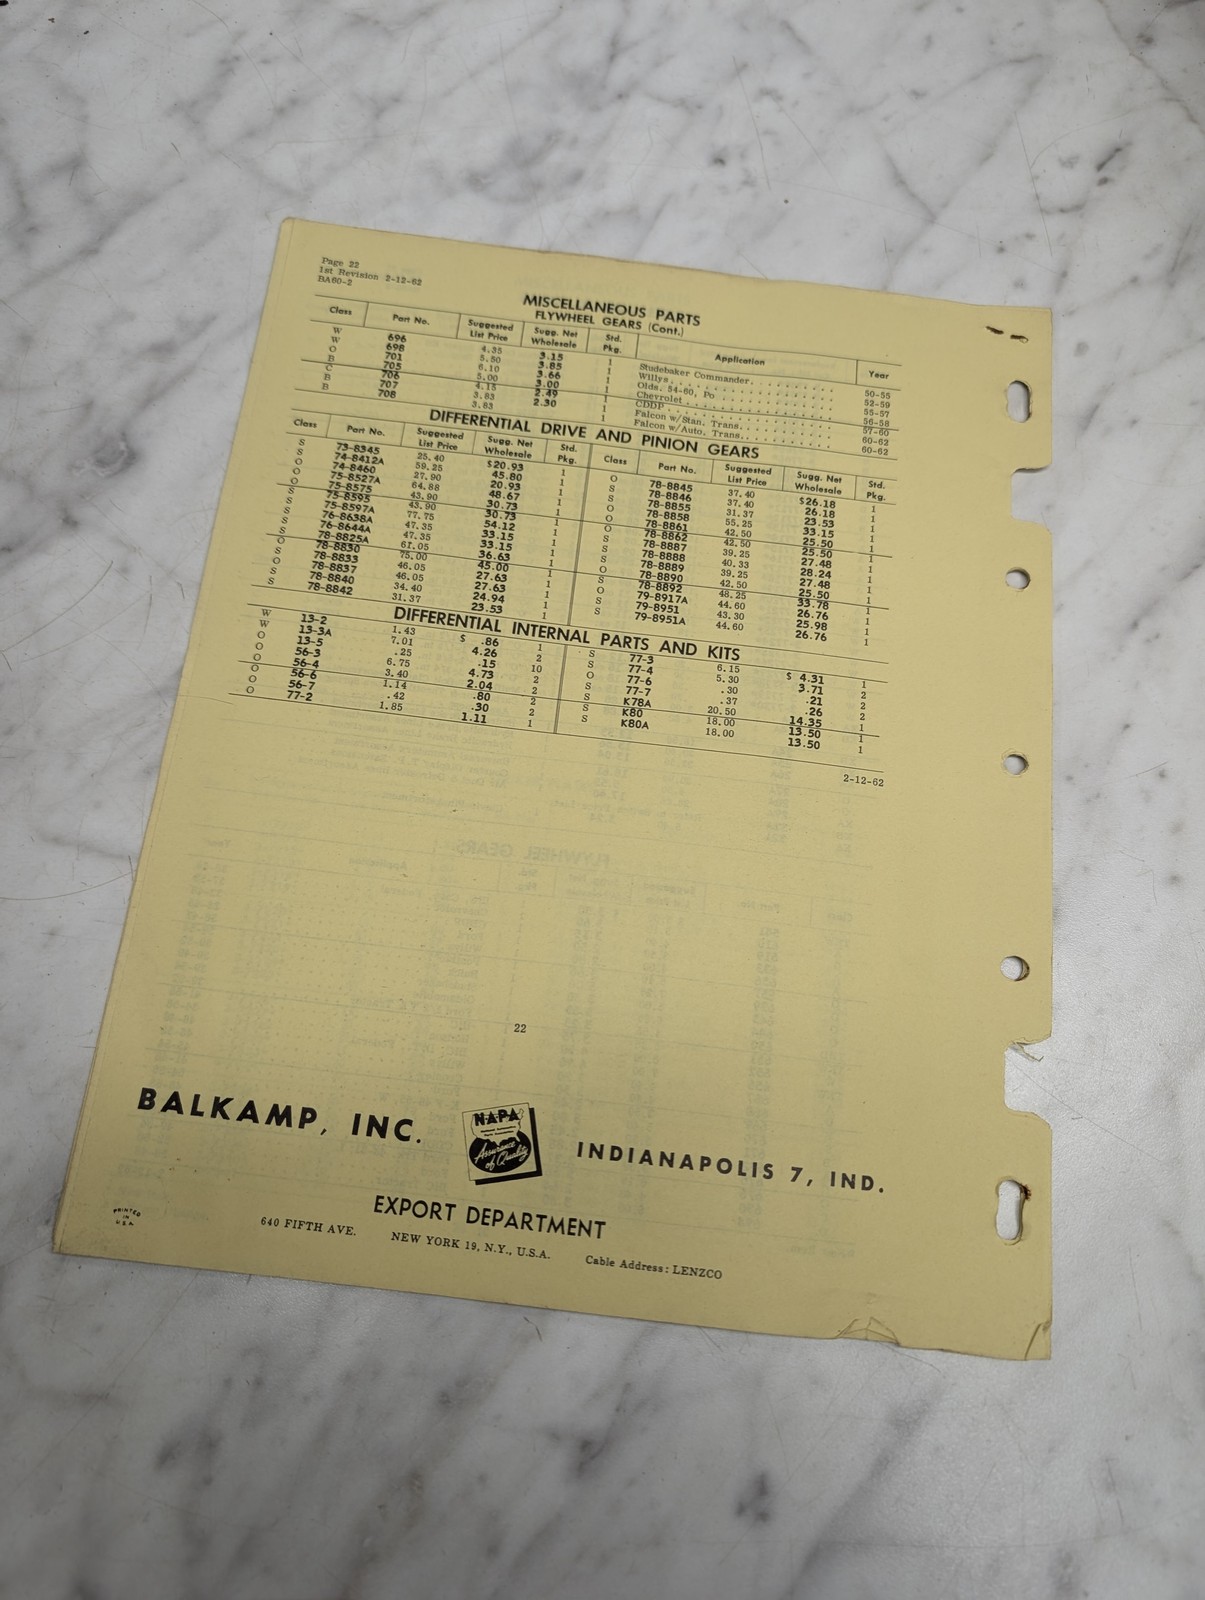 Page 22
1st Revision 2-12-62
BA60-2
MISCELLANEOUS PARTS
FLYWHEEL GEARS (Cont.)
Class Part No. Suggested List Price Sugg. Net Wholesale Std. Pkg. Application Year
W 696 4.35 3.15 1 Studebaker Commander. . . . . . . . . . 50-55
W 698 5.50 3.85 1 Willys. . . . . . . . . . . . . . . . . . 52-59
O 701 6.10 3.66 1 Olds. 54-60, Po . . . . . . . . . . . . . 55-57
B 705 5.00 3.00 1 Chevrolet . . . . . . . . . . . . . . . . 56-58
C 706 4.15 2.49 1 CDDP . . . . . . . . . . . . . . . . . . 57-60
B 707 3.83 2.30 1 Falcon w/Stan. Trans. . . . . . . . . . . 60-62
B 708 3.83 1 Falcon w/Auto. Trans. . . . . . . . . . . 60-62
DIFFERENTIAL DRIVE AND PINION GEARS
Class Part No. Suggested List Price Sugg. Net Wholesale Std. Pkg. Class Part No. Suggested List Price Sugg. Net Wholesale Std. Pkg.
S 73-8345 25.40 $20.93 1 O 78-8845 37.40 $26.18 1
S 74-8412A 59.25 45.80 1 S 78-8846 37.40 26.18 1
O 74-8460 27.90 20.93 1 S 78-8855 31.37 23.53 1
O 75-8527A 64.88 48.67 1 O 78-8858 55.25 33.15 1
O 75-8575 43.90 30.73 1 O 78-8861 42.50 25.50 1
S 75-8595 43.90 30.73 1 O 78-8862 42.50 25.50 1
S 75-8597A 77.75 54.12 1 S 78-8887 39.25 27.48 1
S 76-8638A 47.35 33.15 1 S 78-8888 40.33 28.24 1
S 76-8644A 47.35 33.15 1 S 78-8889 39.25 27.48 1
S 78-8825A 61.05 36.63 1 O 78-8890 42.50 25.50 1
O 78-8830 75.00 45.00 1 S 78-8892 48.25 33.78 1
S 78-8833 46.05 27.63 1 O 79-8917A 44.60 26.76 1
O 78-8837 46.05 27.63 1 S 79-8951 43.30 25.98 1
S 78-8840 34.40 24.94 1 S 79-8951A 44.60 26.76 1
S 78-8842 31.37 23.53 1
DIFFERENTIAL INTERNAL PARTS AND KITS
W 13-2 1.43 $ .86 1 S 77-3 6.15 $ 4.31 1
W 13-3A 7.01 4.26 2 S 77-4 5.30 3.71 2
O 13-5 .25 .15 10 O 77-6 .30 .21 2
O 56-3 6.75 4.73 2 S 77-7 .37 .26 2
O 56-4 3.40 2.04 2 S K78A 20.50 14.35 1
O 56-6 1.14 .80 2 S K80 18.00 13.50 1
O 56-7 .42 .30 2 S K80A 18.00 13.50 1
O 77-2 1.85 1.11 1
2-12-62
22
BALKAMP, INC.
NAPA
Assurance of Quality
INDIANAPOLIS 7, IND.
EXPORT DEPARTMENT
640 FIFTH AVE. NEW YORK 19, N.Y., U.S.A. Cable Address: LENZCO
PRINTED
IN
U.S.A.